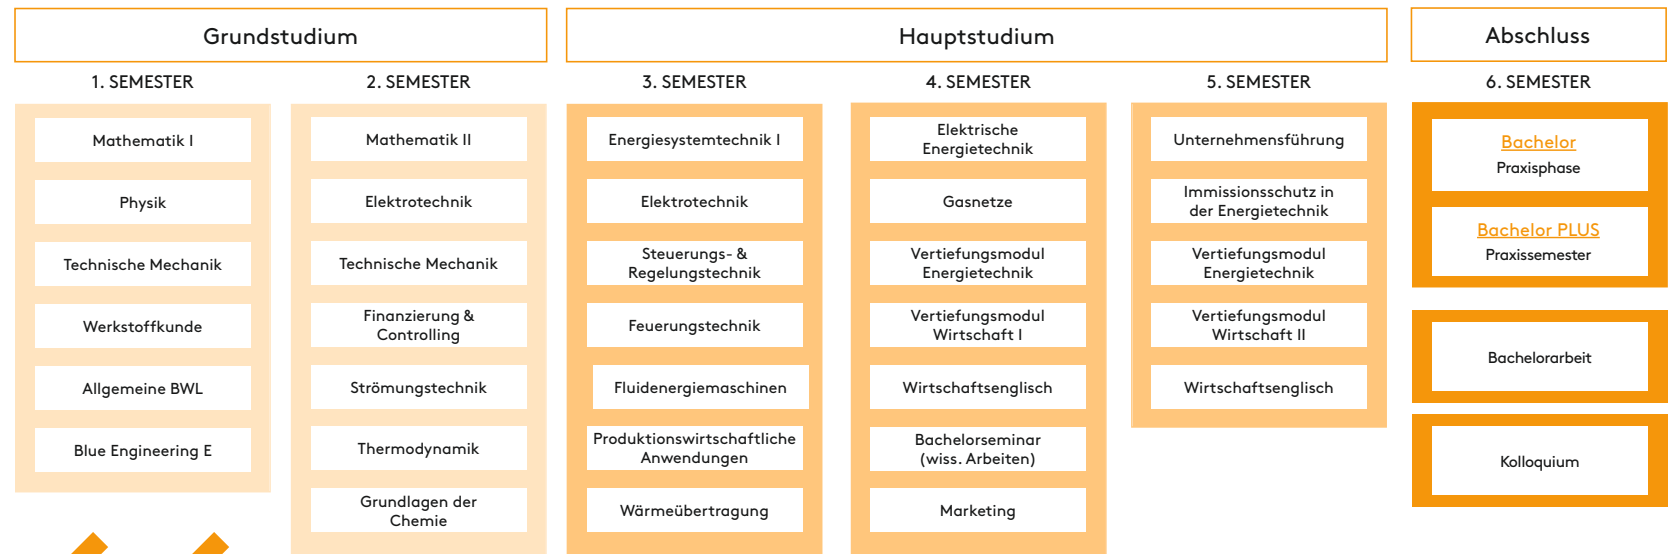 Grundstudium
Hauptstudium
Abschluss
1. SEMESTER
Mathematik I
Physik
Technische Mechanik
Werkstoffkunde
Allgemeine BWL
Blue Engineering E
2. SEMESTER
Mathematik II
Elektrotechnik
Technische Mechanik
Finanzierung &
Controlling
Strömungstechnik
Thermodynamik
Grundlagen der
Chemie
3. SEMESTER
Energiesystemtechnik I
Elektrotechnik
Steuerungs- &
Regelungstechnik
Feuerungstechnik
Fluidenergiemaschinen
Produktionswirtschaftliche
Anwendungen
Wärmeübertragung
4. SEMESTER
Elektrische
Energietechnik
Gasnetze
Vertiefungsmodul
Energietechnik
Vertiefungsmodul
Wirtschaft I
Wirtschaftsenglisch
Bachelorseminar
(wiss. Arbeiten)
Marketing
5. SEMESTER
Unternehmensführung
Immissionsschutz in
der Energietechnik
Vertiefungsmodul
Energietechnik
Vertiefungsmodul
Wirtschaft II
Wirtschaftsenglisch
6. SEMESTER
Bachelor
Praxisphase
Bachelor PLUS
Praxissemester
Bachelorarbeit
Kolloquium